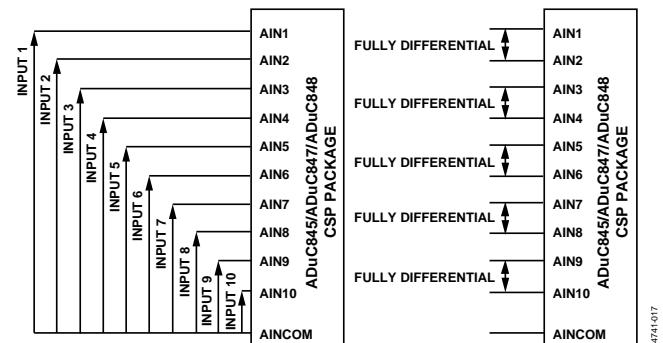 INPUT 1
INPUT 2
INPUT 3
INPUT 4
INPUT 5
INPUT 6
INPUT 7
INPUT 8
INPUT 9
INPUT 10
AIN1
AIN2
AIN3
AIN4
AIN5
AIN6
AIN7
AIN8
AIN9
AIN10
AINCOM
ADuC845/ADuC847/ADuC848
CSP PACKAGE
FULLY DIFFERENTIAL
FULLY DIFFERENTIAL
FULLY DIFFERENTIAL
FULLY DIFFERENTIAL
FULLY DIFFERENTIAL
AIN1
AIN2
AIN3
AIN4
AIN5
AIN6
AIN7
AIN8
AIN9
AIN10
AINCOM
ADuC845/ADuC847/ADuC848
CSP PACKAGE
4741-017